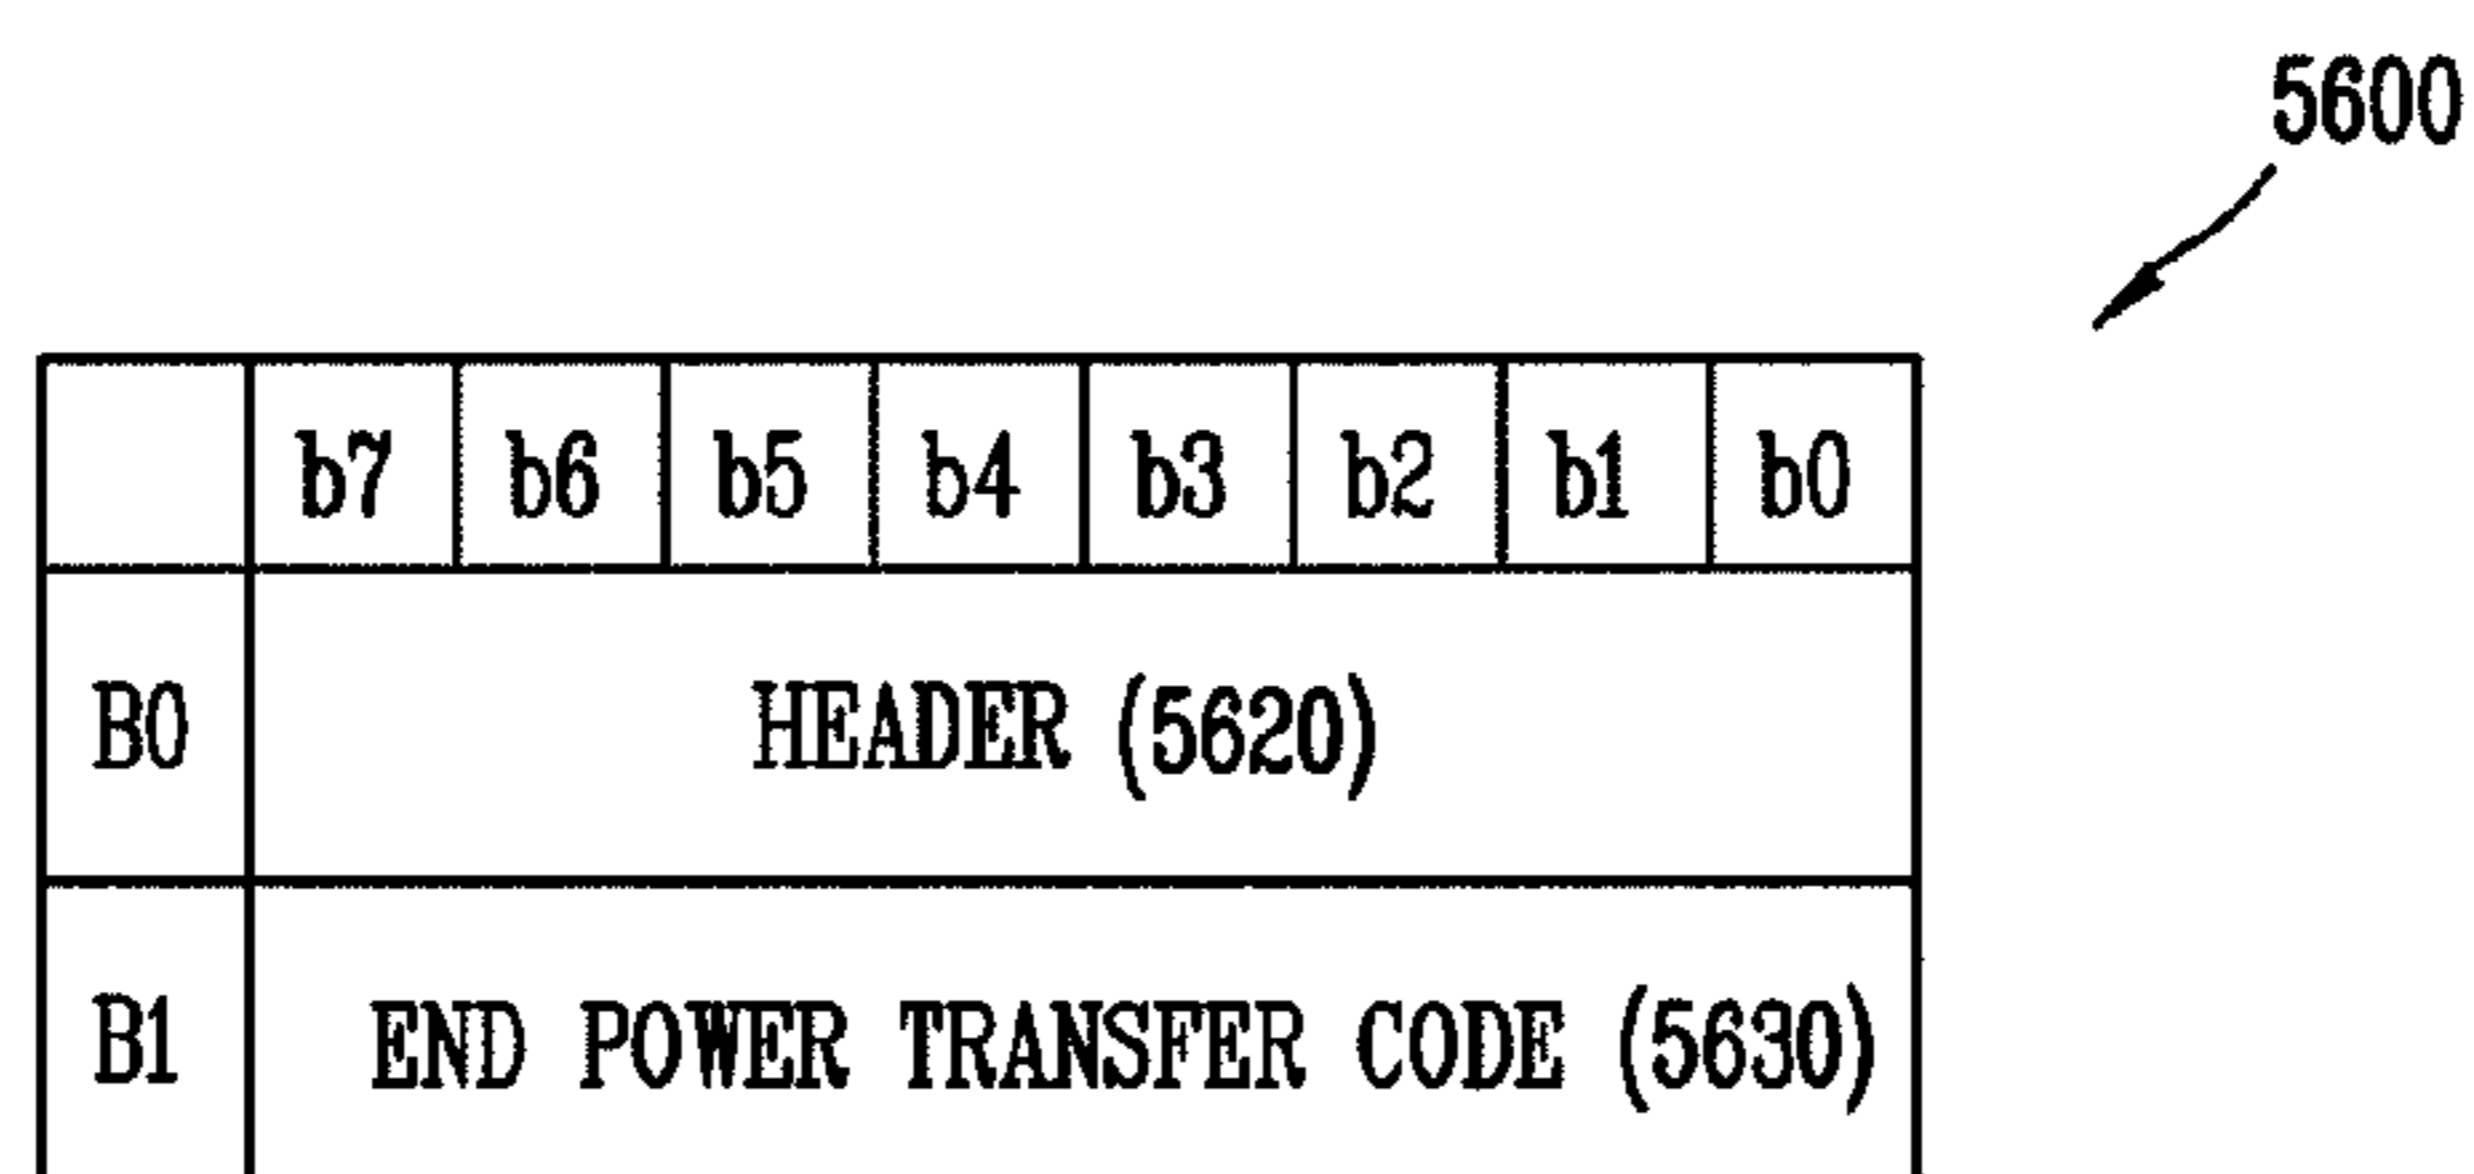 5600
b7 b6 b5 b4 b3 b2 b1 b0
B0 HEADER (5620)
B1 END POWER TRANSFER CODE (5630)